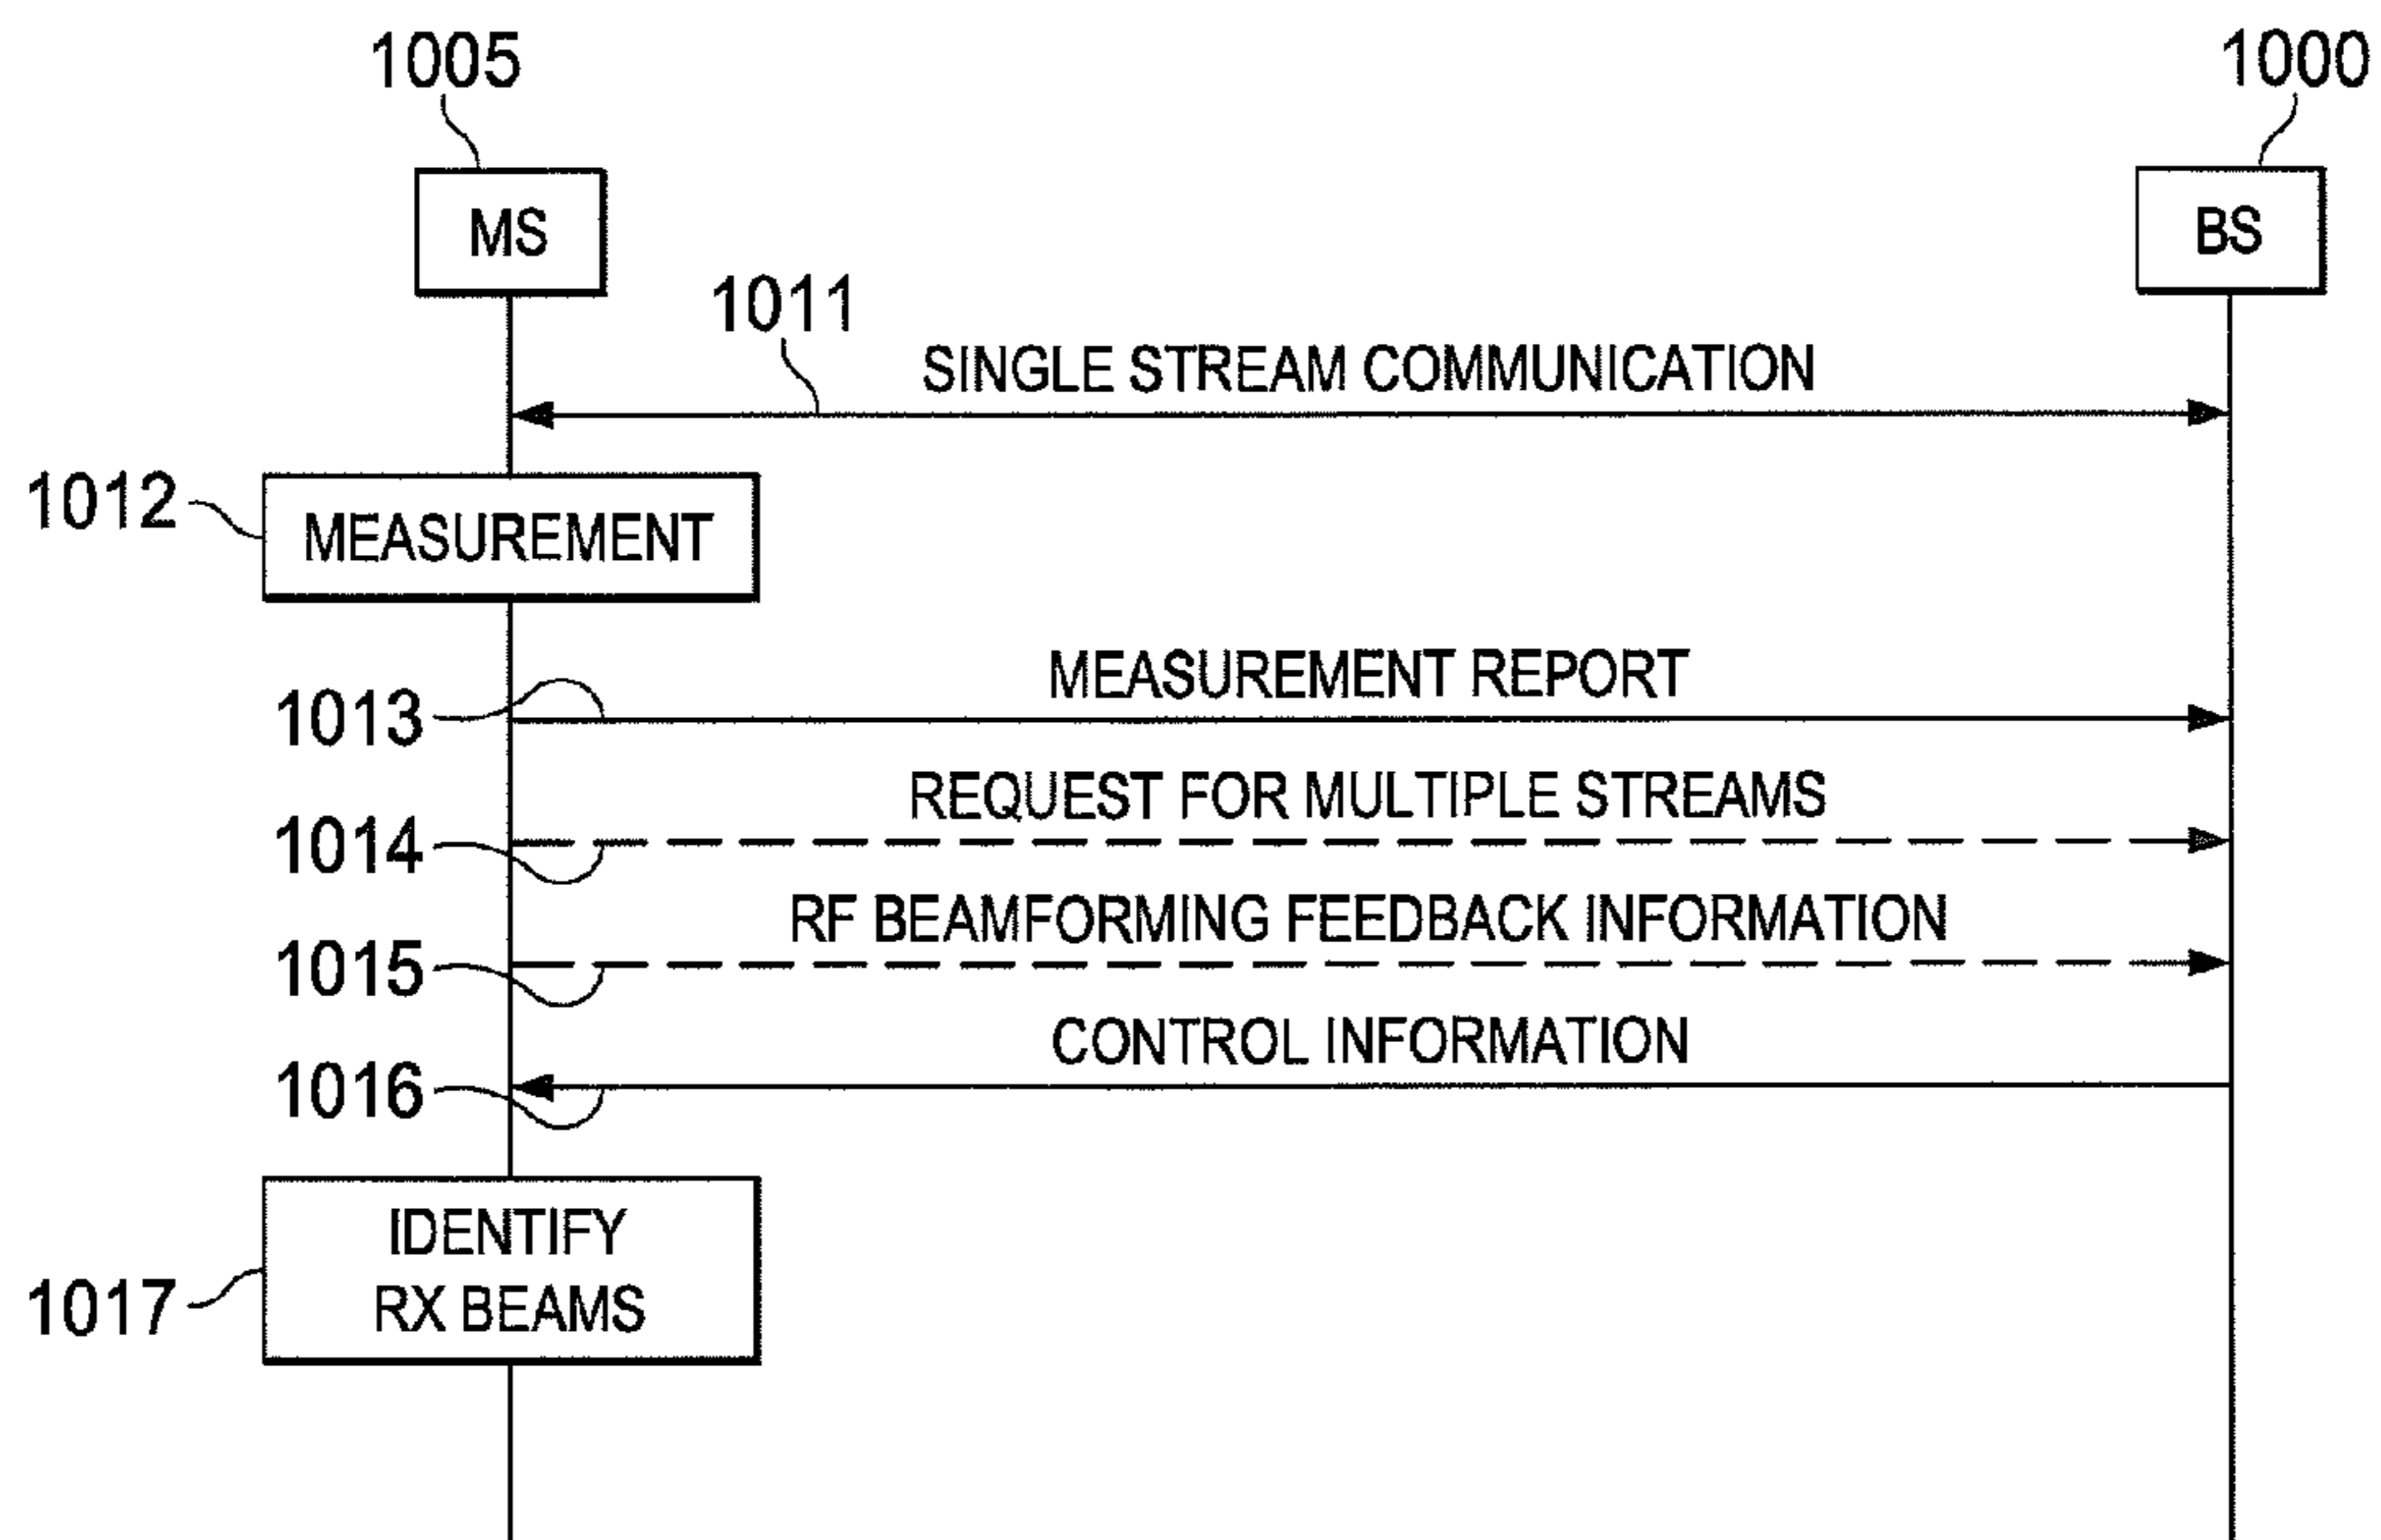 1005
1000
MS
BS
1011
SINGLE STREAM COMMUNICATION
1012
MEASUREMENT
MEASUREMENT REPORT
1013
REQUEST FOR MULTIPLE STREAMS
1014
RF BEAMFORMING FEEDBACK INFORMATION
1015
CONTROL INFORMATION
1016
IDENTIFY
RX BEAMS
1017